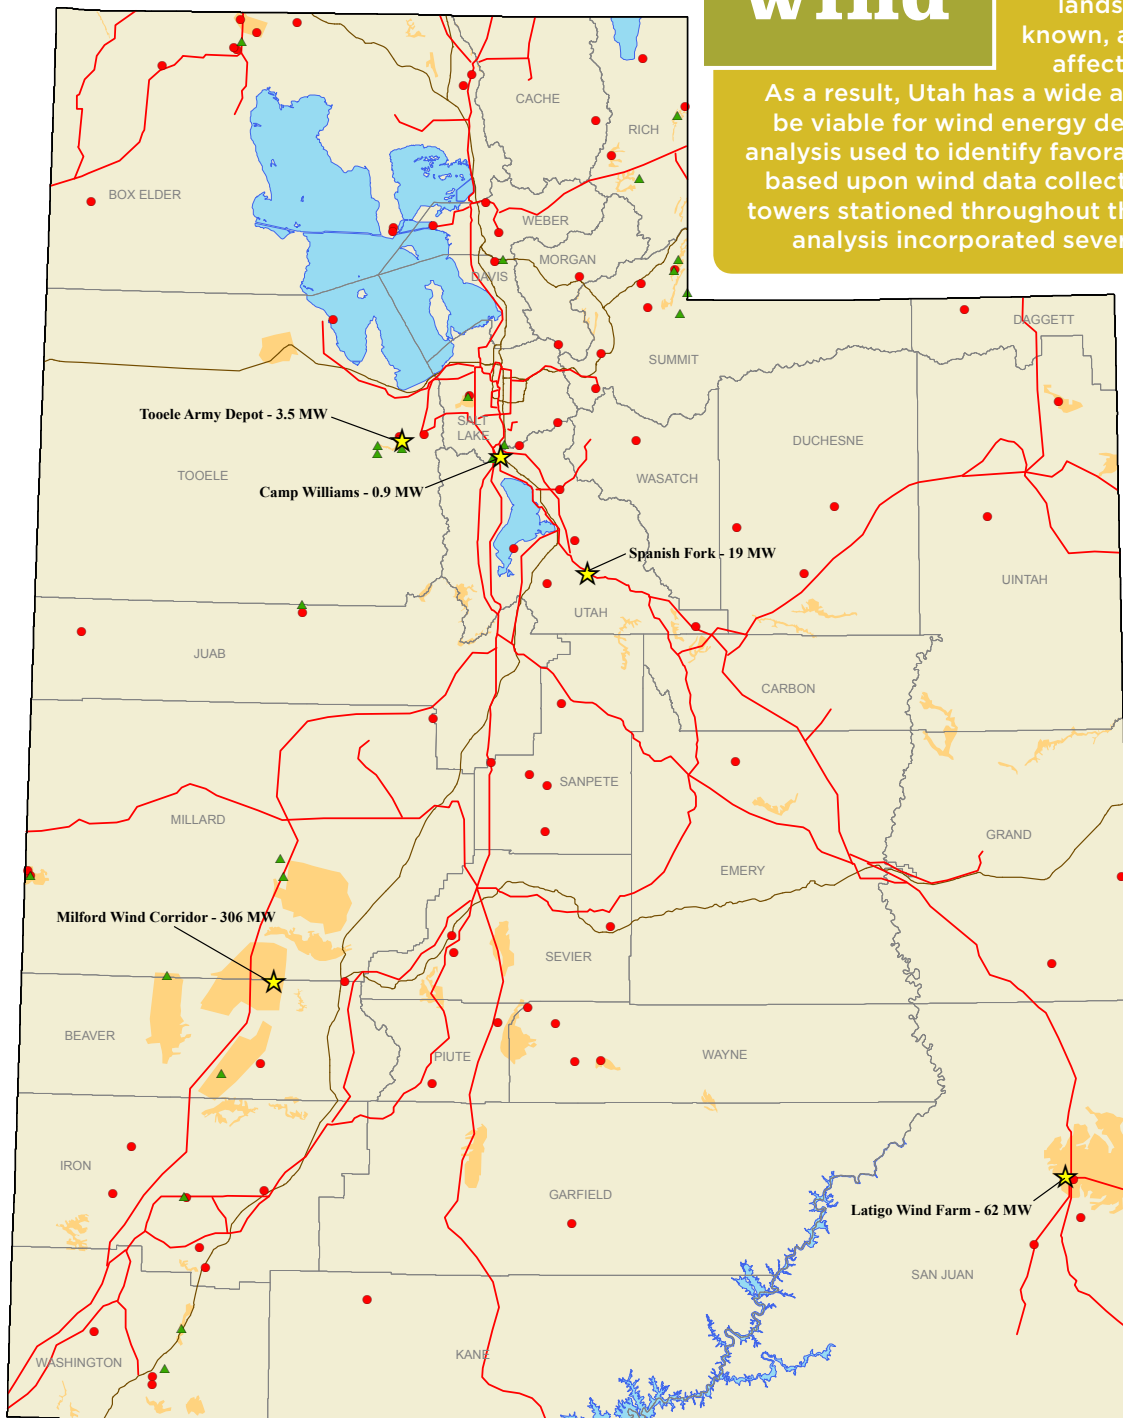 wind
lands
known, a
affect
As a result, Utah has a wide a
be viable for wind energy de
analysis used to identify favora
based upon wind data collect
towers stationed throughout th
analysis incorporated sever
CACHE
RICH
BOX ELDER
WEBER
MORGAN
DAVIS
DAGGETT
SUMMIT
Tooele Army Depot - 3.5 MW
SALT
LAKE
DUCHESNE
TOOELE
WASATCH
Camp Williams - 0.9 MW
Spanish Fork - 19 MW
UINTAH
UTAH
JUAB
CARBON
SANPETE
MILLARD
GRAND
EMERY
Milford Wind Corridor - 306 MW
SEVIER
BEAVER
PIUTE
WAYNE
IRON
GARFIELD
Latigo Wind Farm - 62 MW
SAN JUAN
KANE
WASHINGTON